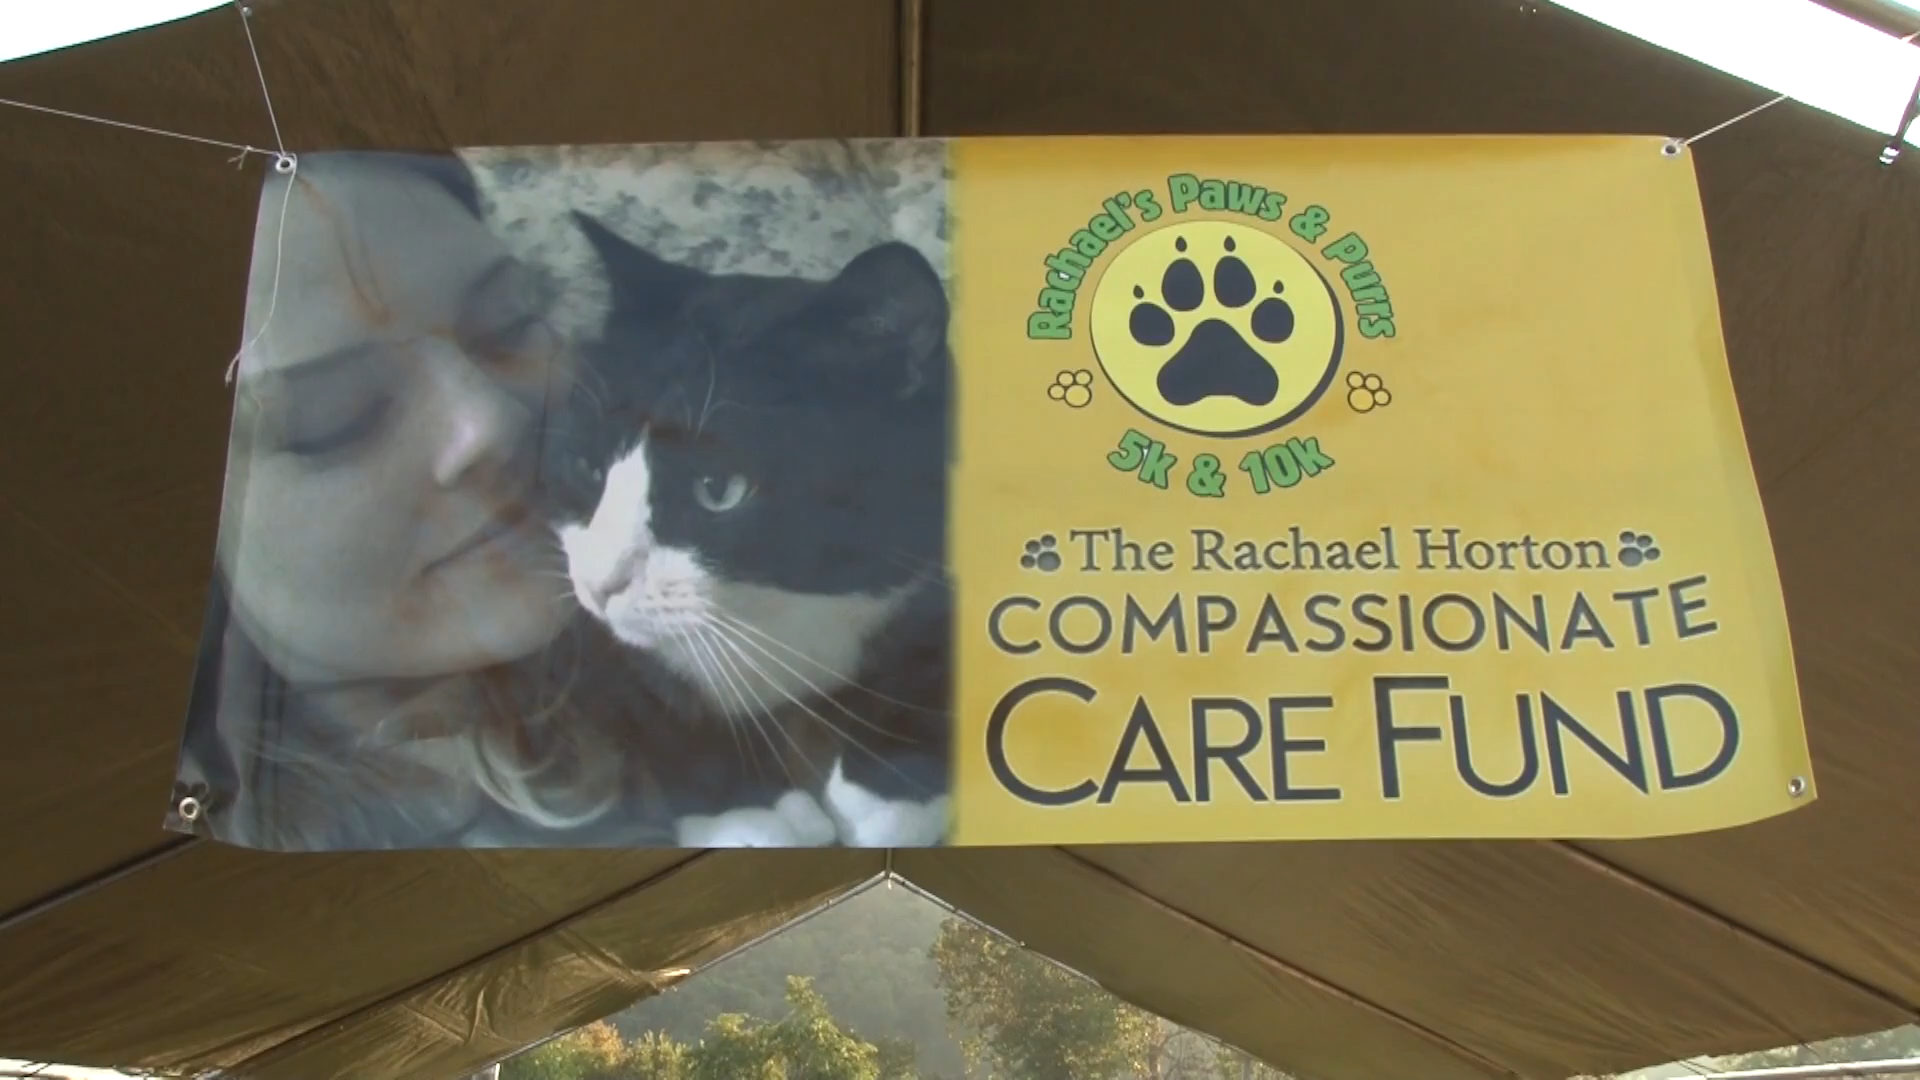 Rachael's Paws & Purrs
5k & 10k
The Rachael Horton
COMPASSIONATE
CARE FUND